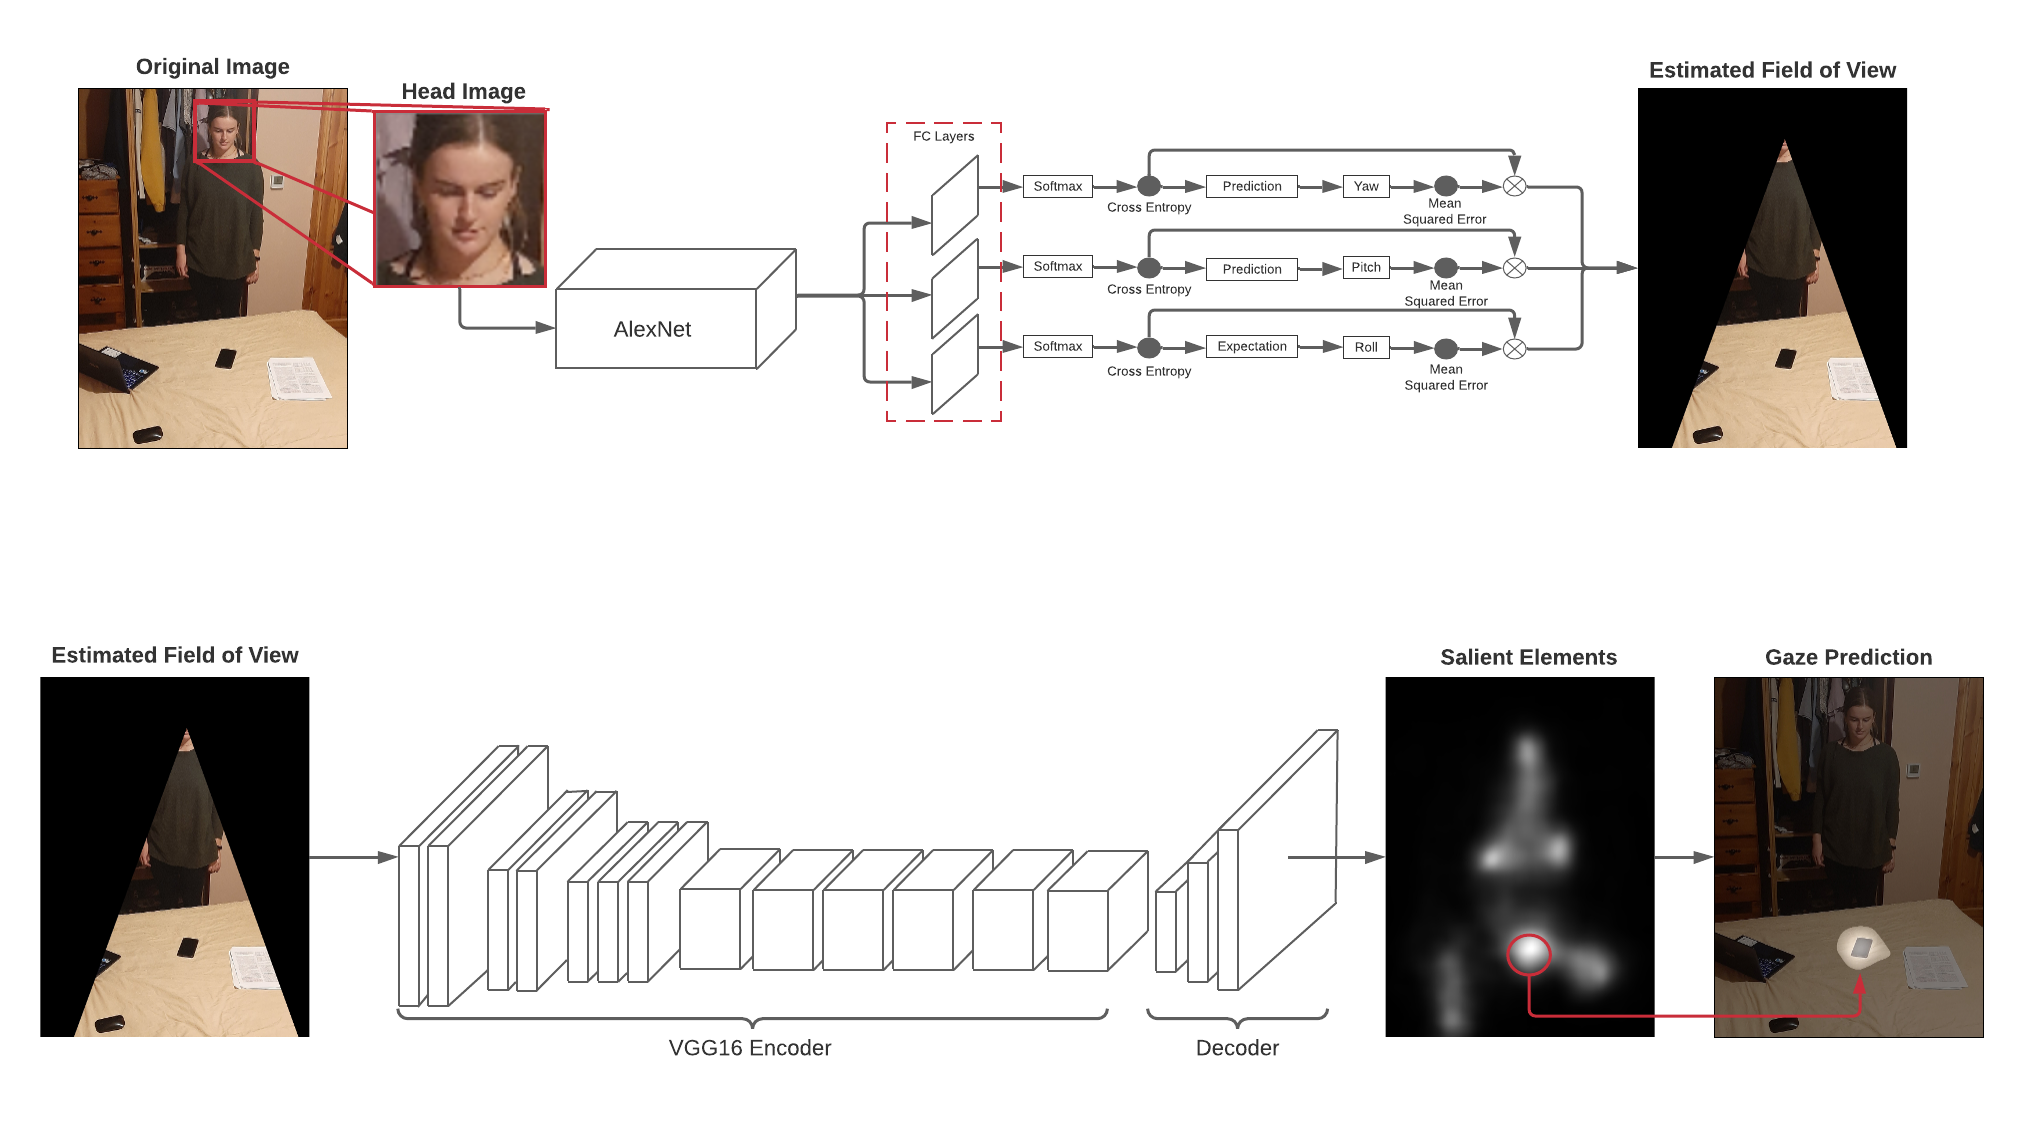 Original Image
Head Image
Estimated Field of View
FC Layers
Softmax
Cross Entropy
Prediction
Yaw
Mean
Squared Error
Softmax
Cross Entropy
Prediction
Pitch
Mean
Squared Error
AlexNet
Softmax
Cross Entropy
Expectation
Roll
Mean
Squared Error
Estimated Field of View
Salient Elements
Gaze Prediction
VGG16 Encoder
Decoder